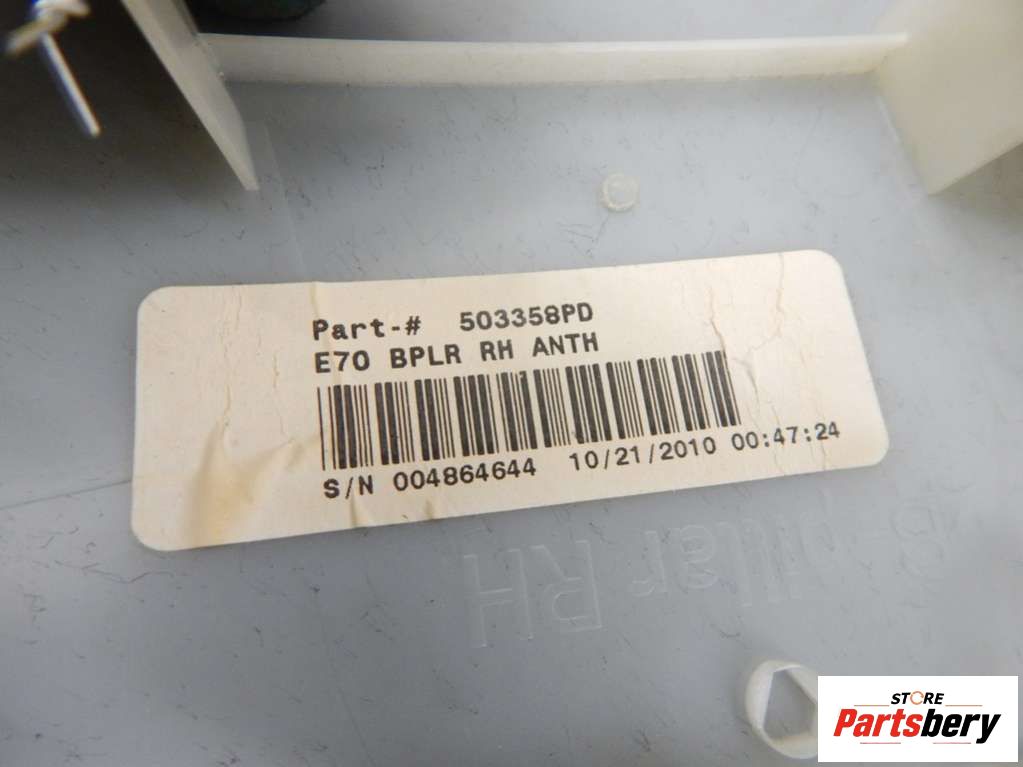 Part-# 503358PD
E70 BPLR RH ANTH
S/N 004864644 10/21/2010 00:47:24
B-pillar RH
STORE
Partsbery